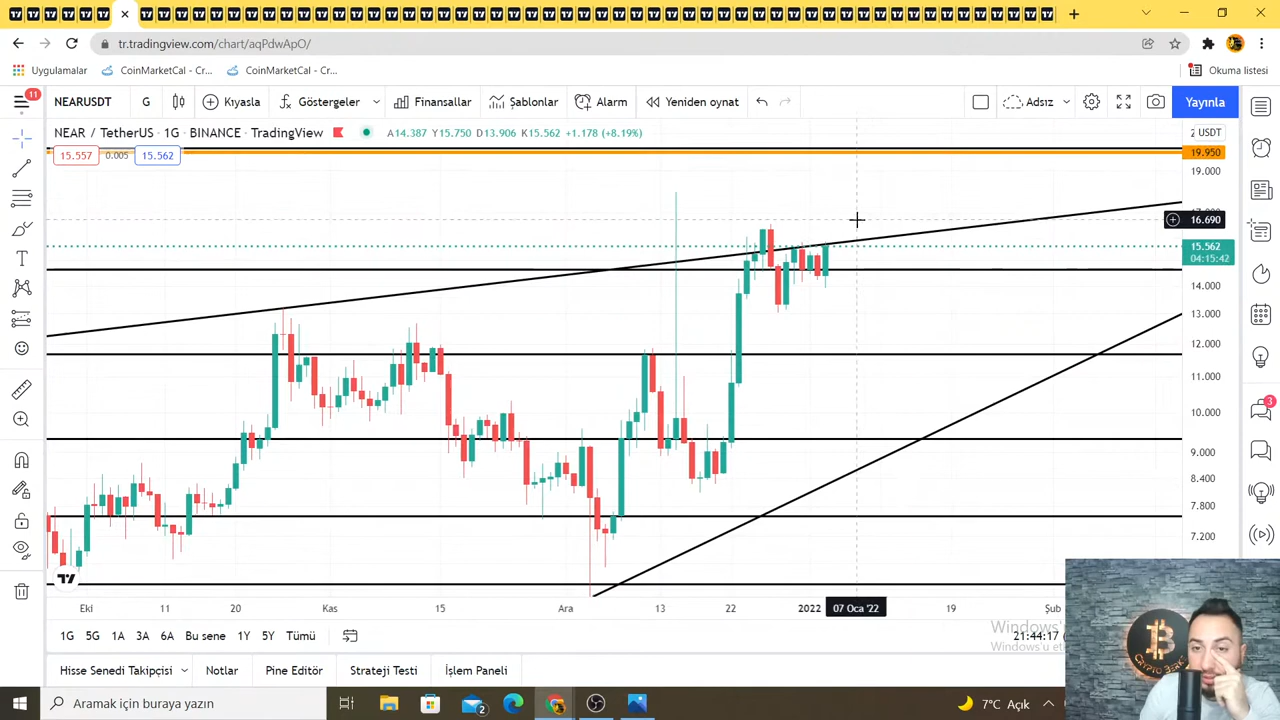 tr.tradingview.com/chart/aqPdwApO/
Uygulamalar CoinMarketCal - Cr... CoinMarketCal - Cr... Okuma listesi
11 NEARUSDT G Kıyasla Göstergeler Finansallar Şablonlar Alarm Yeniden oynat Adsız Yayınla
NEAR / TetherUS · 1G · BINANCE · TradingView A14.387 Y15.750 D13.906 K15.562 +1.178 (+8.19%) USDT
15.557 0.005 15.562
19.950
19.000
16.690
15.562
04:15:42
14.000
13.000
12.000
11.000
10.000
9.000
8.400
7.800
7.200
3
Eki 11 20 Kas 15 Ara 13 22 2022 07 Oca '22 19 Şub
1G 5G 1A 3A 6A Bu sene 1Y 5Y Tümü 21:44:17
Hisse Senedi Takipçisi Notlar Pine Editör Strateji Testi İşlem Paneli
Aramak için buraya yazın 2 7°C Açık